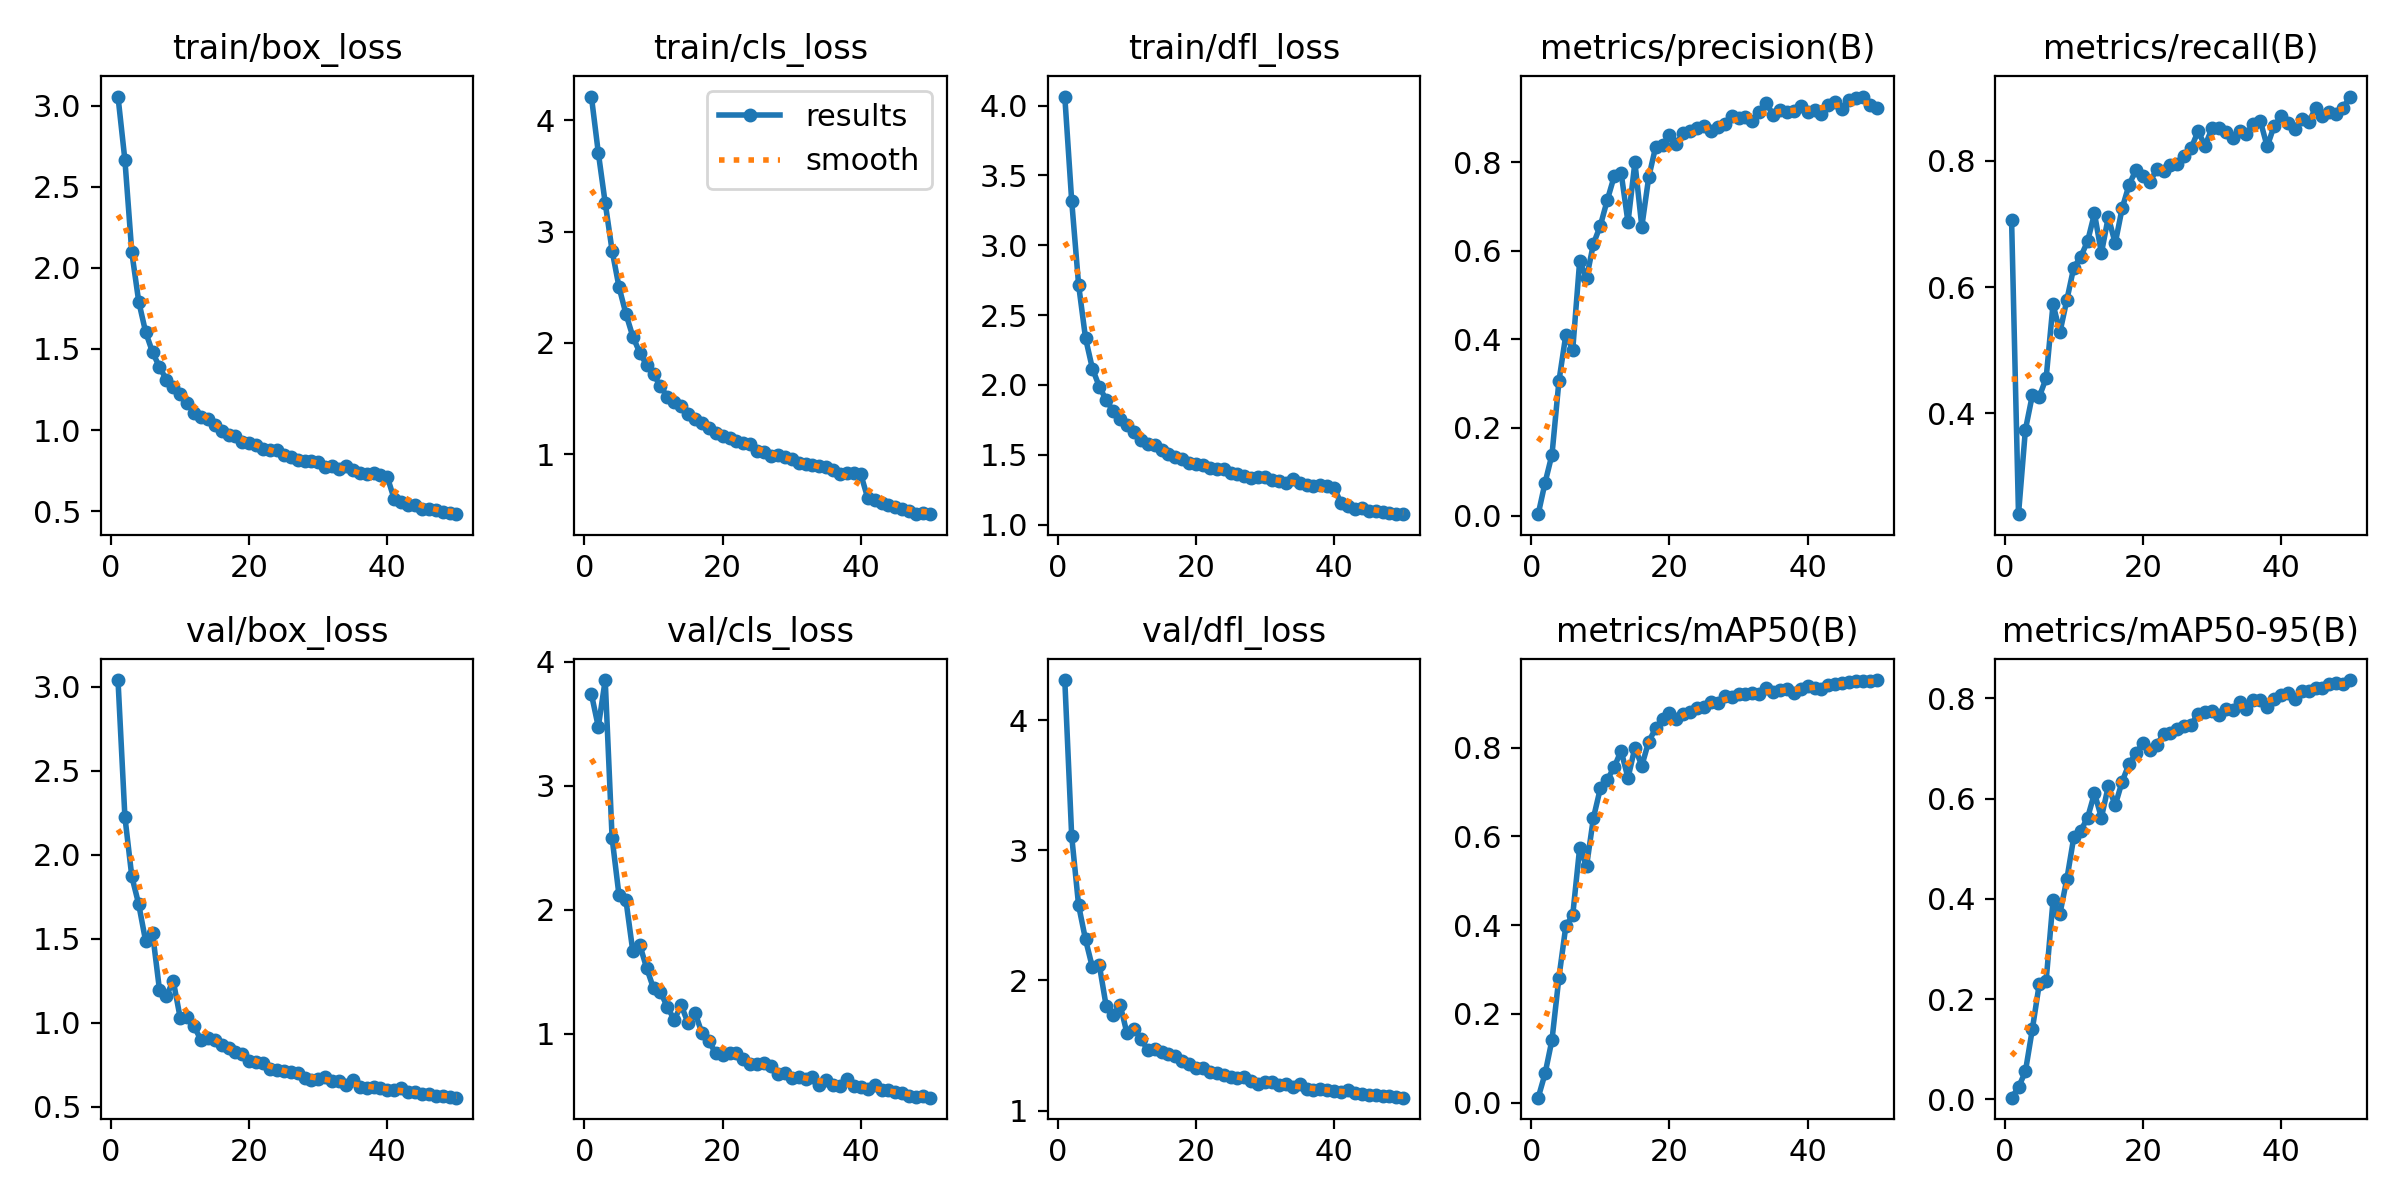 train/box_loss
3.0
2.5
2.0
1.5
1.0
0.5
0 20 40
train/cls_loss
results
smooth
4
3
2
1
0 20 40
train/dfl_loss
4.0
3.5
3.0
2.5
2.0
1.5
1.0
0 20 40
metrics/precision(B)
0.8
0.6
0.4
0.2
0.0
0 20 40
metrics/recall(B)
0.8
0.6
0.4
0 20 40
val/box_loss
3.0
2.5
2.0
1.5
1.0
0.5
0 20 40
val/cls_loss
4
3
2
1
0 20 40
val/dfl_loss
4
3
2
1
0 20 40
metrics/mAP50(B)
0.8
0.6
0.4
0.2
0.0
0 20 40
metrics/mAP50-95(B)
0.8
0.6
0.4
0.2
0.0
0 20 40